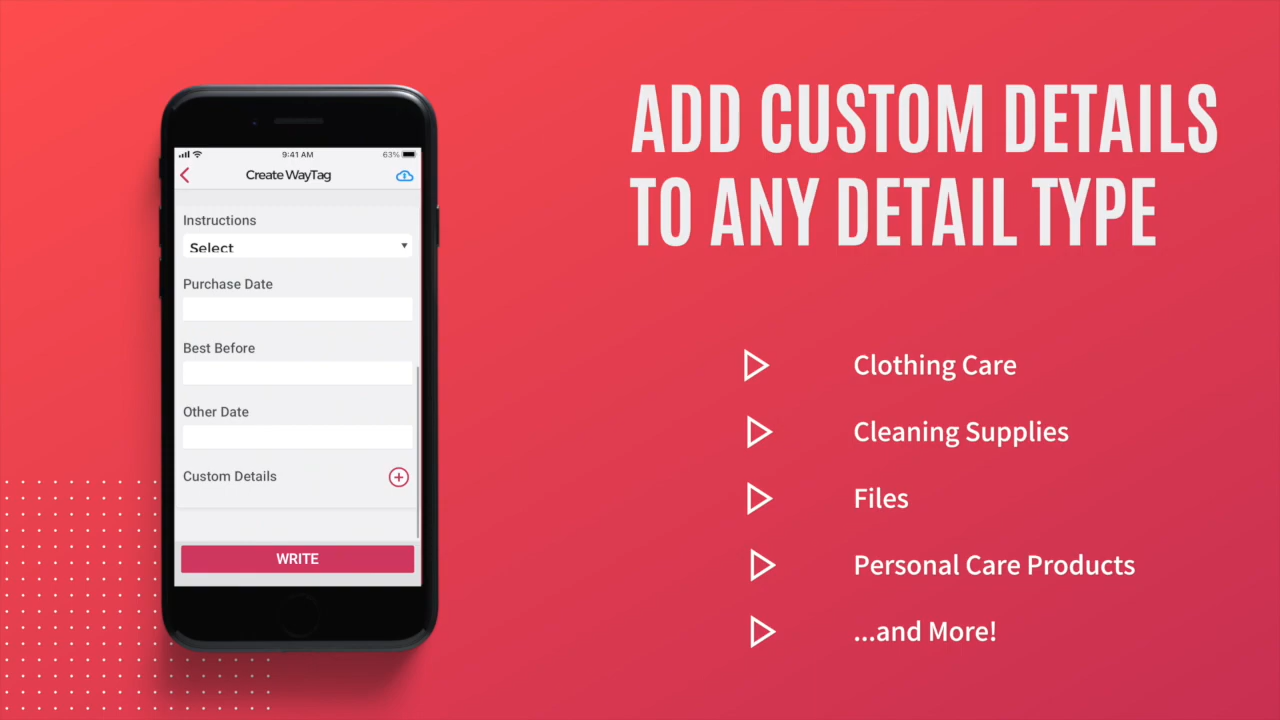 9:41 AM
63%
Create WayTag
Instructions
Select
Purchase Date
Best Before
Other Date
Custom Details
WRITE
ADD CUSTOM DETAILS
TO ANY DETAIL TYPE
Clothing Care
Cleaning Supplies
Files
Personal Care Products
...and More!